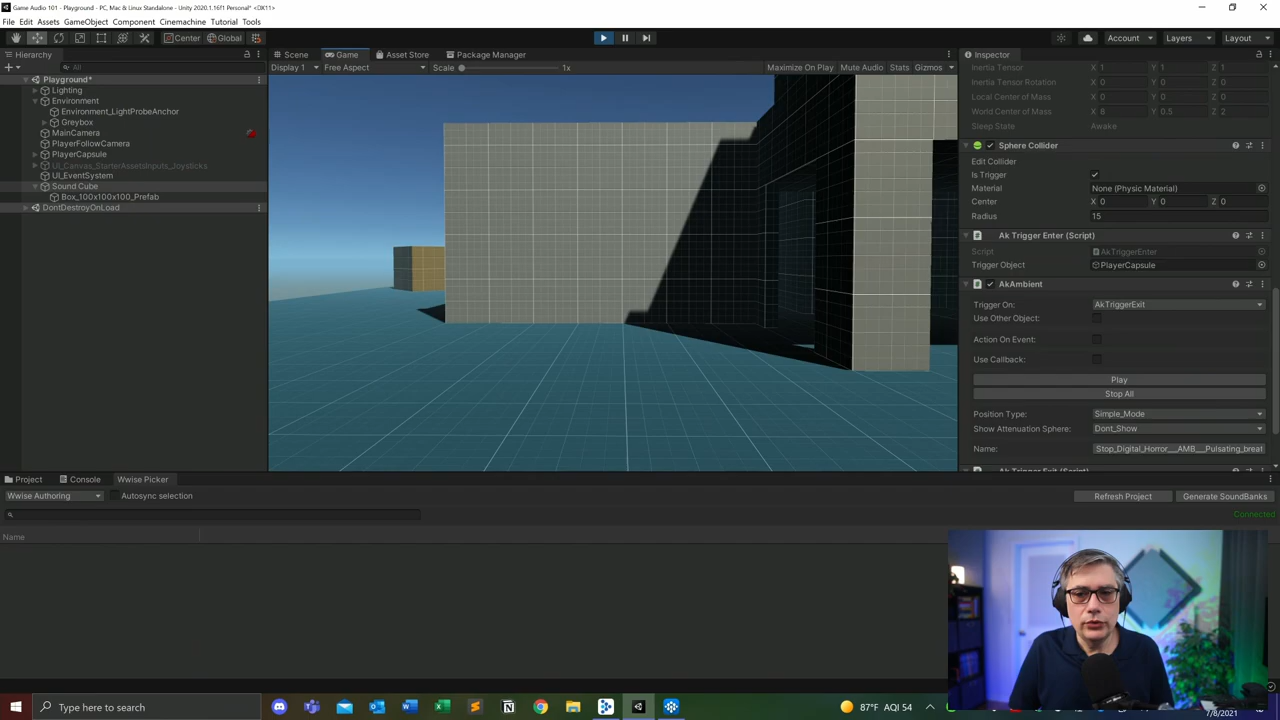 Game Audio 101 - Playground - PC, Mac & Linux Standalone - Unity 2020.1.16f1 Personal* <DX11>
File Edit Assets GameObject Component Cinemachine Tutorial Tools
Center Global Account Layers Layout
Hierarchy
All
Playground*
Lighting
Environment
Environment_LightProbeAnchor
Greybox
MainCamera
PlayerFollowCamera
PlayerCapsule
UI_Canvas_StarterAssetsInputs_Joysticks
UI_EventSystem
Sound Cube
Box_100x100x100_Prefab
DontDestroyOnLoad
Scene Game Asset Store Package Manager
Display 1 Free Aspect Scale 1x Maximize On Play Mute Audio Stats Gizmos
Inspector
Inertia Tensor X 1 Y 1 Z 1
Inertia Tensor Rotation X 0 Y 0 Z 0
Local Center of Mass X 0 Y 0 Z 0
World Center of Mass X 8 Y 0.5 Z 2
Sleep State Awake
Sphere Collider
Edit Collider
Is Trigger
Material None (Physic Material)
Center X 0 Y 0 Z 0
Radius 15
Ak Trigger Enter (Script)
Script AkTriggerEnter
Trigger Object PlayerCapsule
AkAmbient
Trigger On: AkTriggerExit
Use Other Object:
Action On Event:
Use Callback:
Play
Stop All
Position Type: Simple_Mode
Show Attenuation Sphere: Dont_Show
Name: Stop_Digital_Horror__AMB__Pulsating_breat
Ak Trigger Exit (Script)
Project Console Wwise Picker
Wwise Authoring Autosync selection Refresh Project Generate SoundBanks
Connected
Name
Type here to search
87°F AQI 54
7/8/2021